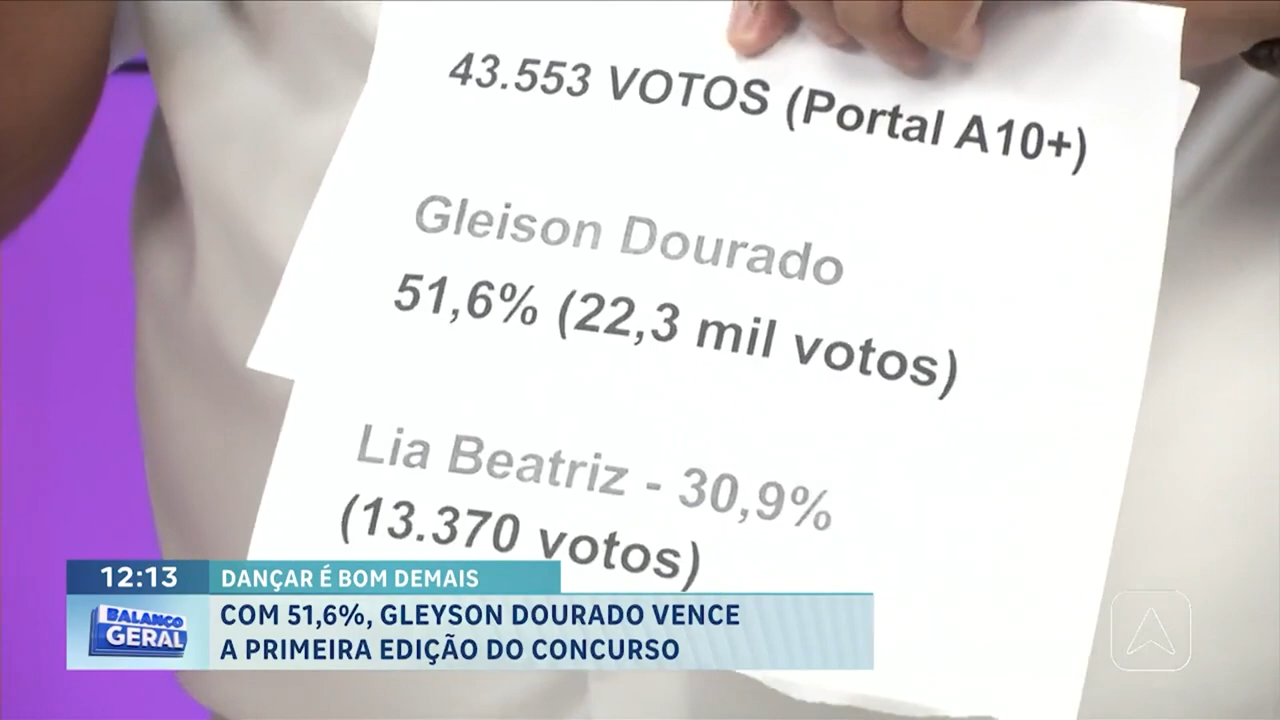 43.553 VOTOS (Portal A10+)
Gleison Dourado
51,6% (22,3 mil votos)
Lia Beatriz - 30,9%
(13.370 votos)
12:13 DANÇAR É BOM DEMAIS
BALANÇO
GERAL
COM 51,6%, GLEYSON DOURADO VENCE
A PRIMEIRA EDIÇÃO DO CONCURSO